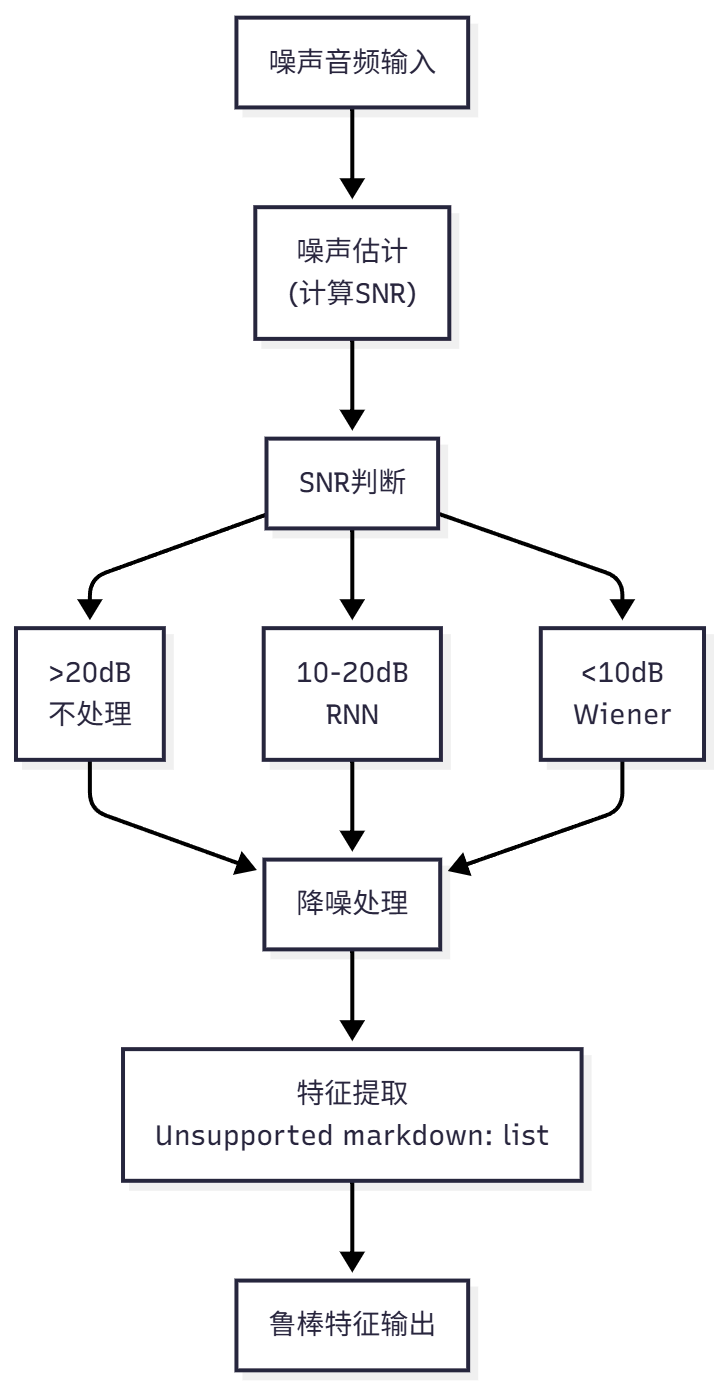 噪声音频输入
噪声估计
(计算SNR)
SNR判断
>20dB
不处理
10-20dB
RNN
<10dB
Wiener
降噪处理
特征提取
Unsupported markdown: list
鲁棒特征输出